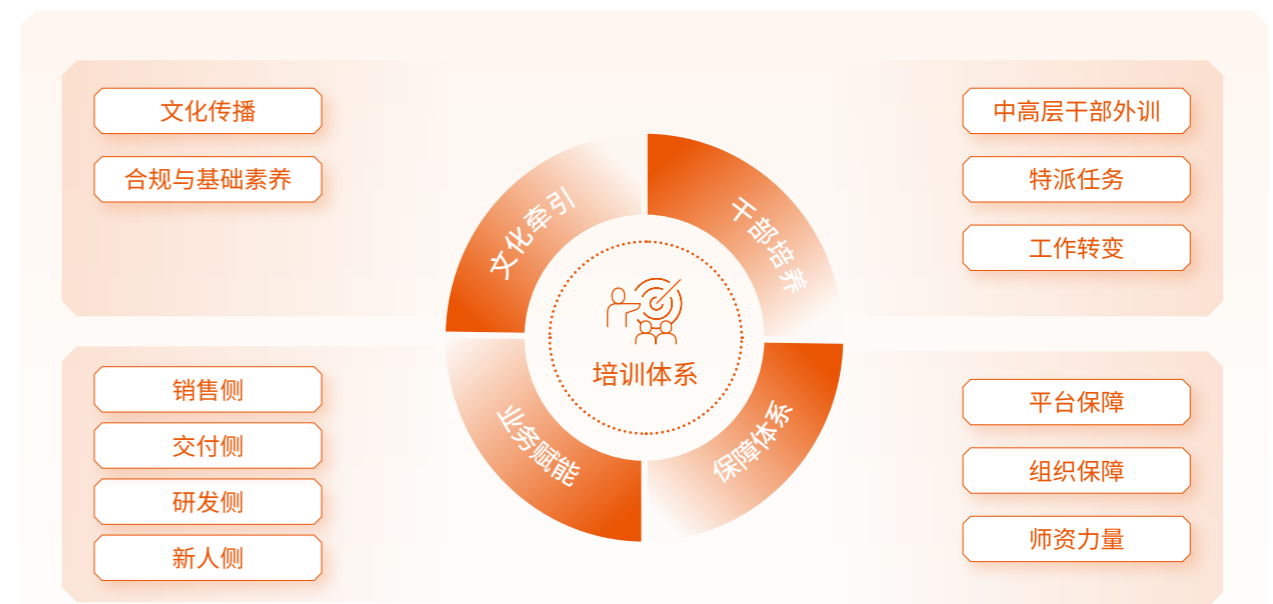 文化传播
合规与基础素养
文化牵引
干部培养
中高层干部外训
特派任务
工作转变
培训体系
销售侧
交付侧
研发侧
新人侧
业务赋能
保障体系
平台保障
组织保障
师资力量